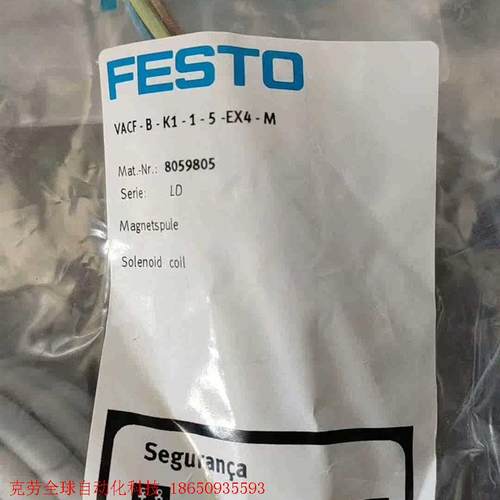 FESTO
VACF-B-K1-1-5-EX4-M
Mat.-Nr.: 8059805
Serie: LD
Magnetspule
Solenoid coil
Segurança
克劳全球自动化科技 18650935593